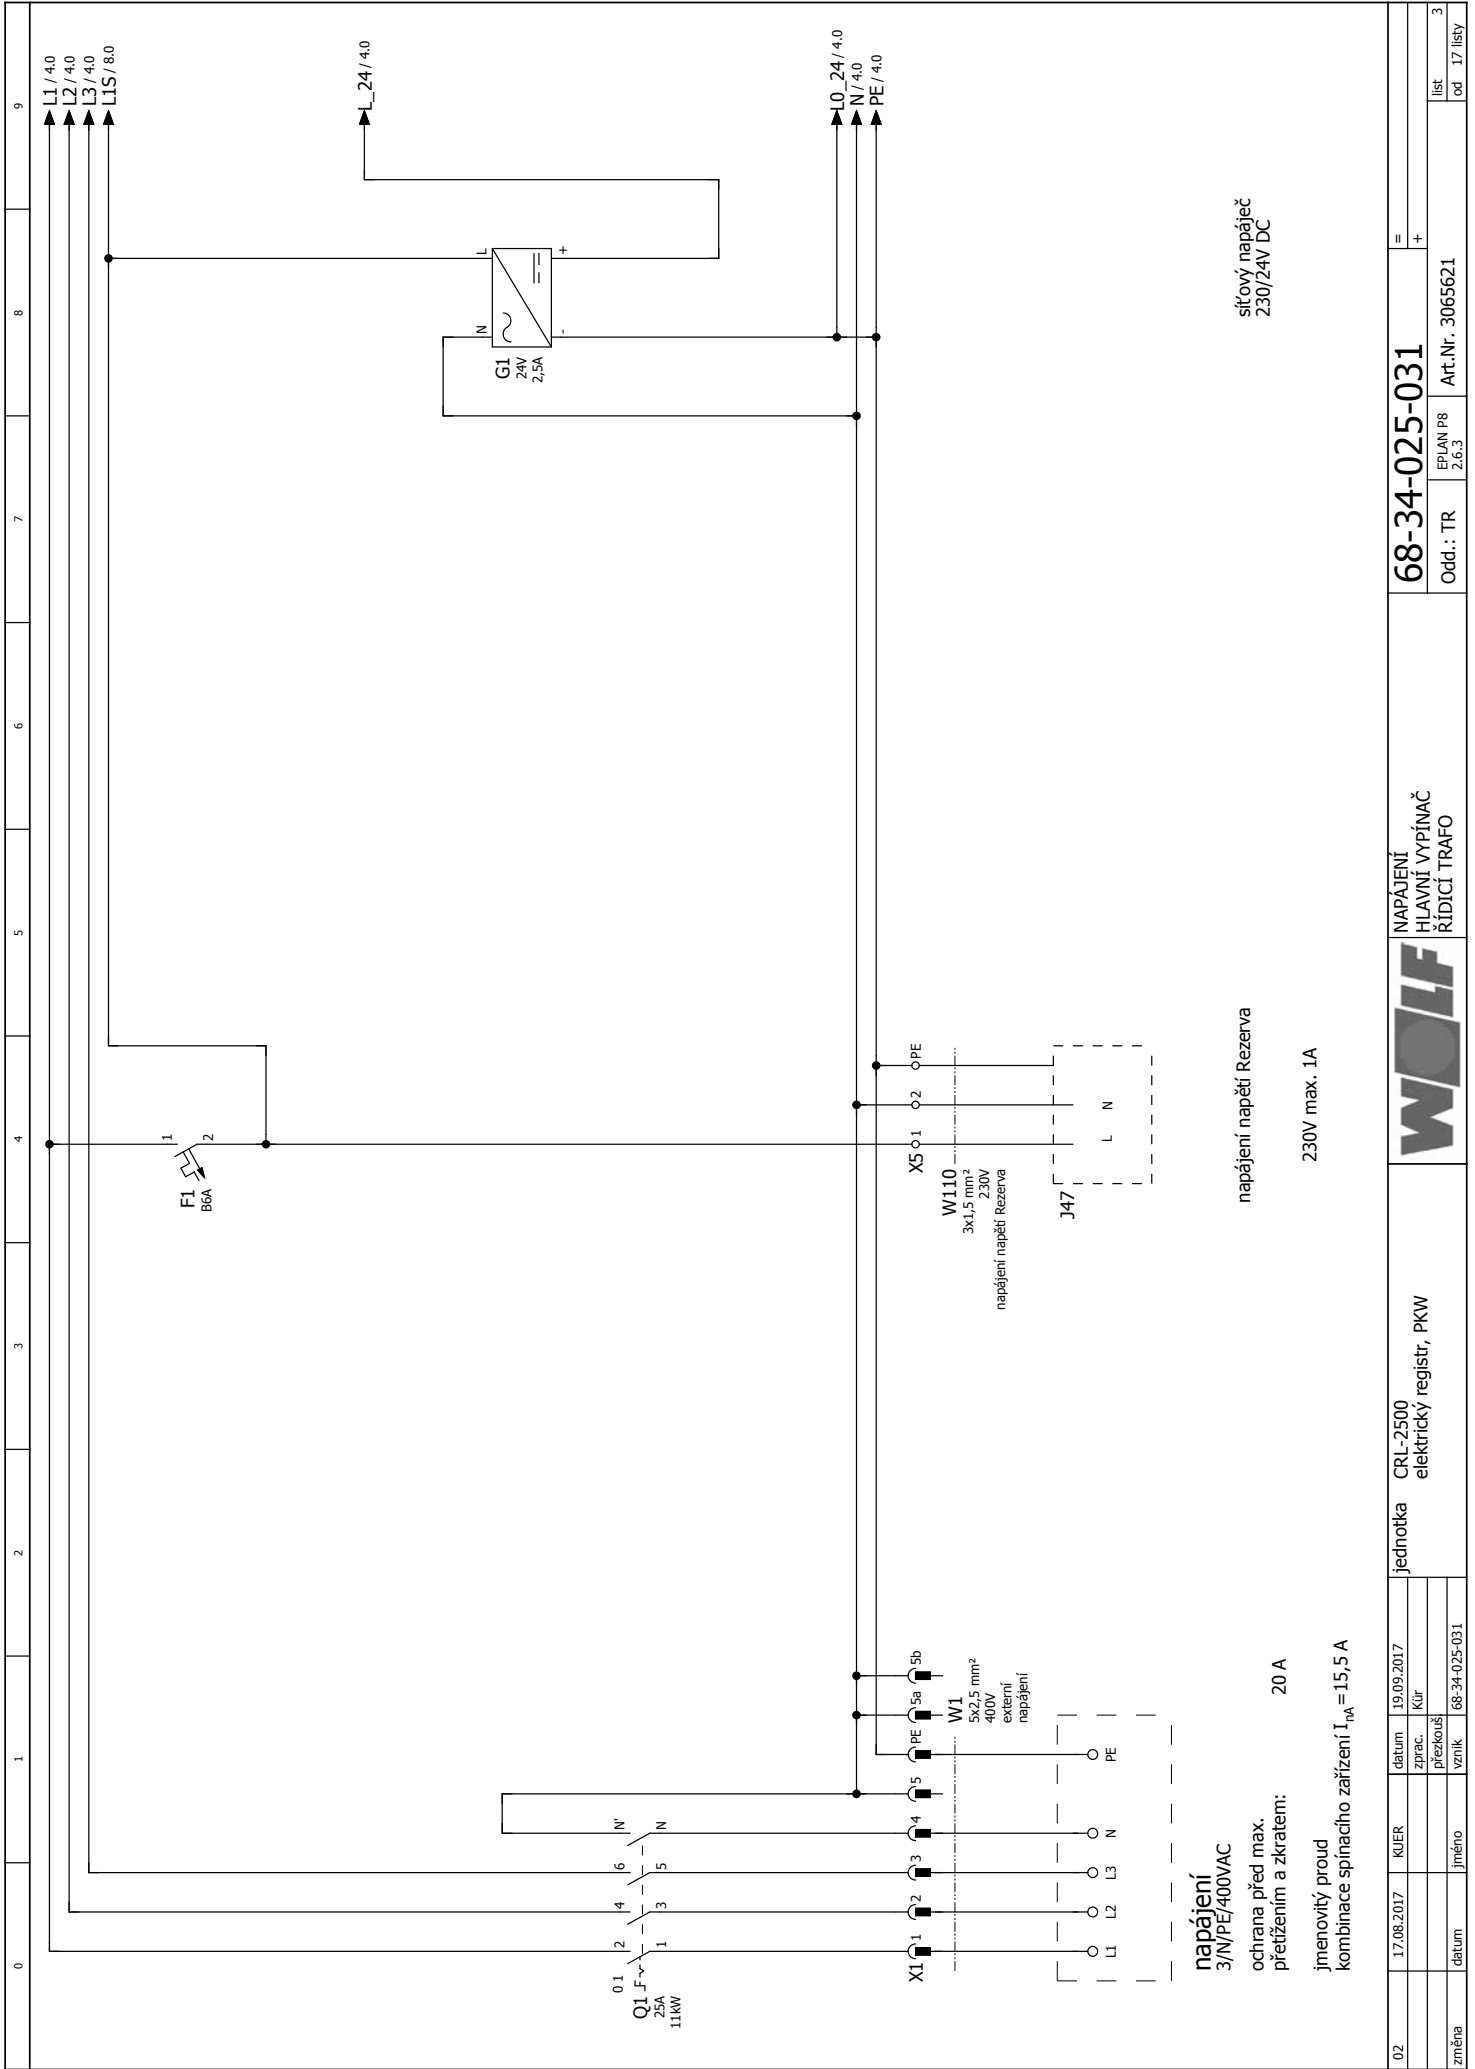 0 1 2 3 4 5 6 7 8 9
L1 / 4.0
L2 / 4.0
L3 / 4.0
L1S / 8.0
L_24 / 4.0
L0_24 / 4.0
N / 4.0
PE / 4.0
F1
B6A
1
2
G1
24V
2,5A
N
L
-
+
Q1
25A
11kW
0 1
2 4 6 N'
1 3 5 N
X1
1 2 3 4 5 PE 5a 5b
W1
5x2,5 mm²
400V
externí
napájení
L1 L2 L3 N PE
X5
1 2 PE
W110
3x1,5 mm²
230V
napájení napětí Rezerva
J47
L N
napájení
3/N/PE/400VAC
ochrana před max.
přetížením a zkratem: 20 A
jmenovitý proud
kombinace spínacího zařízení InA=15,5 A
napájení napětí Rezerva
230V max. 1A
síťový napáječ
230/24V DC
02 17.08.2017 KUER
změna datum jméno
datum 19.09.2017
zprac. Kür
přezkouš.
vznik 68-34-025-031
jednotka CRL-2500
elektrický registr, PKW
WOLF
NAPÁJENÍ
HLAVNÍ VYPÍNAČ
ŘÍDICÍ TRAFO
68-34-025-031
=
+
Odd.: TR
EPLAN P8
2.6.3
Art.Nr. 3065621
list 3
od 17 listy